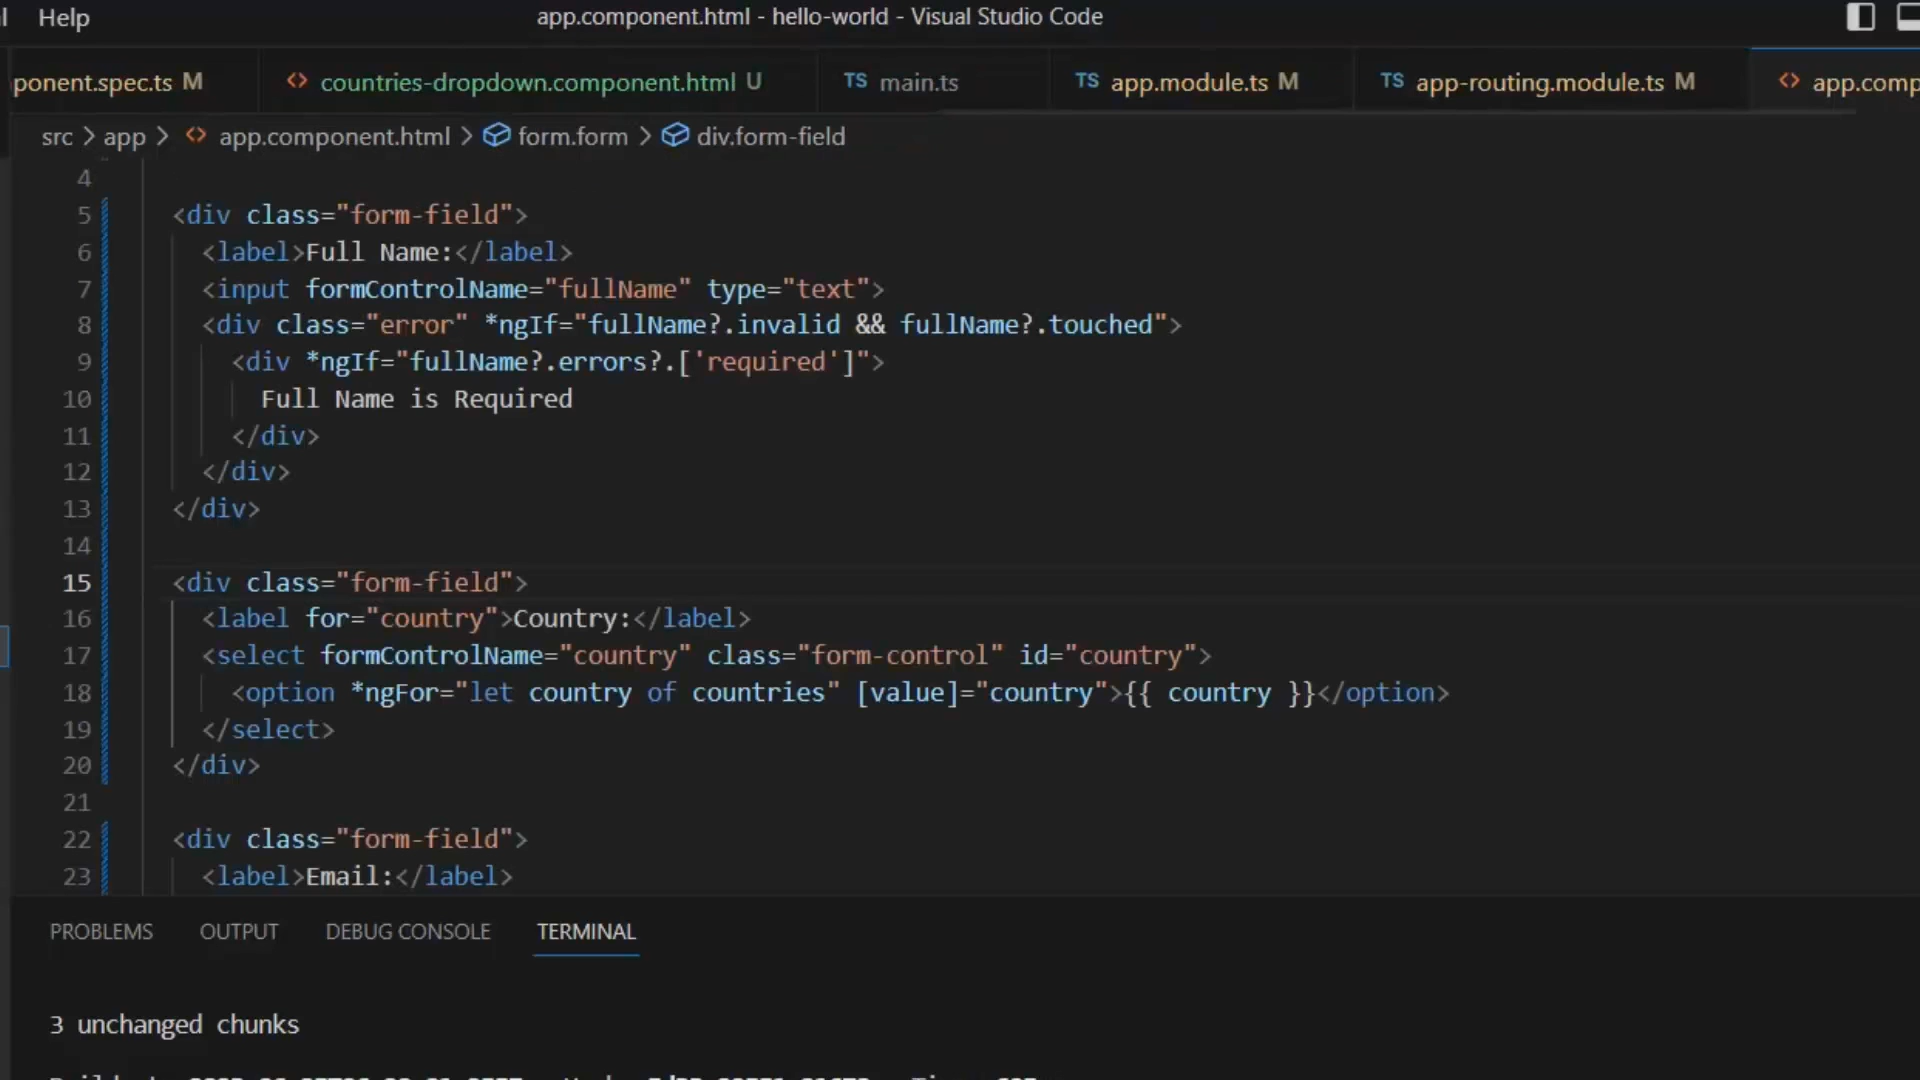 Help
app.component.html - hello-world - Visual Studio Code
ponent.spec.ts M
<> countries-dropdown.component.html U
TS main.ts
TS app.module.ts M
TS app-routing.module.ts M
<> app.comp
src > app > <> app.component.html > form.form > div.form-field
4
5 <div class="form-field">
6 <label>Full Name:</label>
7 <input formControlName="fullName" type="text">
8 <div class="error" *ngIf="fullName?.invalid && fullName?.touched">
9 <div *ngIf="fullName?.errors?.['required']">
10 Full Name is Required
11 </div>
12 </div>
13 </div>
14
15 <div class="form-field">
16 <label for="country">Country:</label>
17 <select formControlName="country" class="form-control" id="country">
18 <option *ngFor="let country of countries" [value]="country">{{ country }}</option>
19 </select>
20 </div>
21
22 <div class="form-field">
23 <label>Email:</label>
PROBLEMS OUTPUT DEBUG CONSOLE TERMINAL
3 unchanged chunks